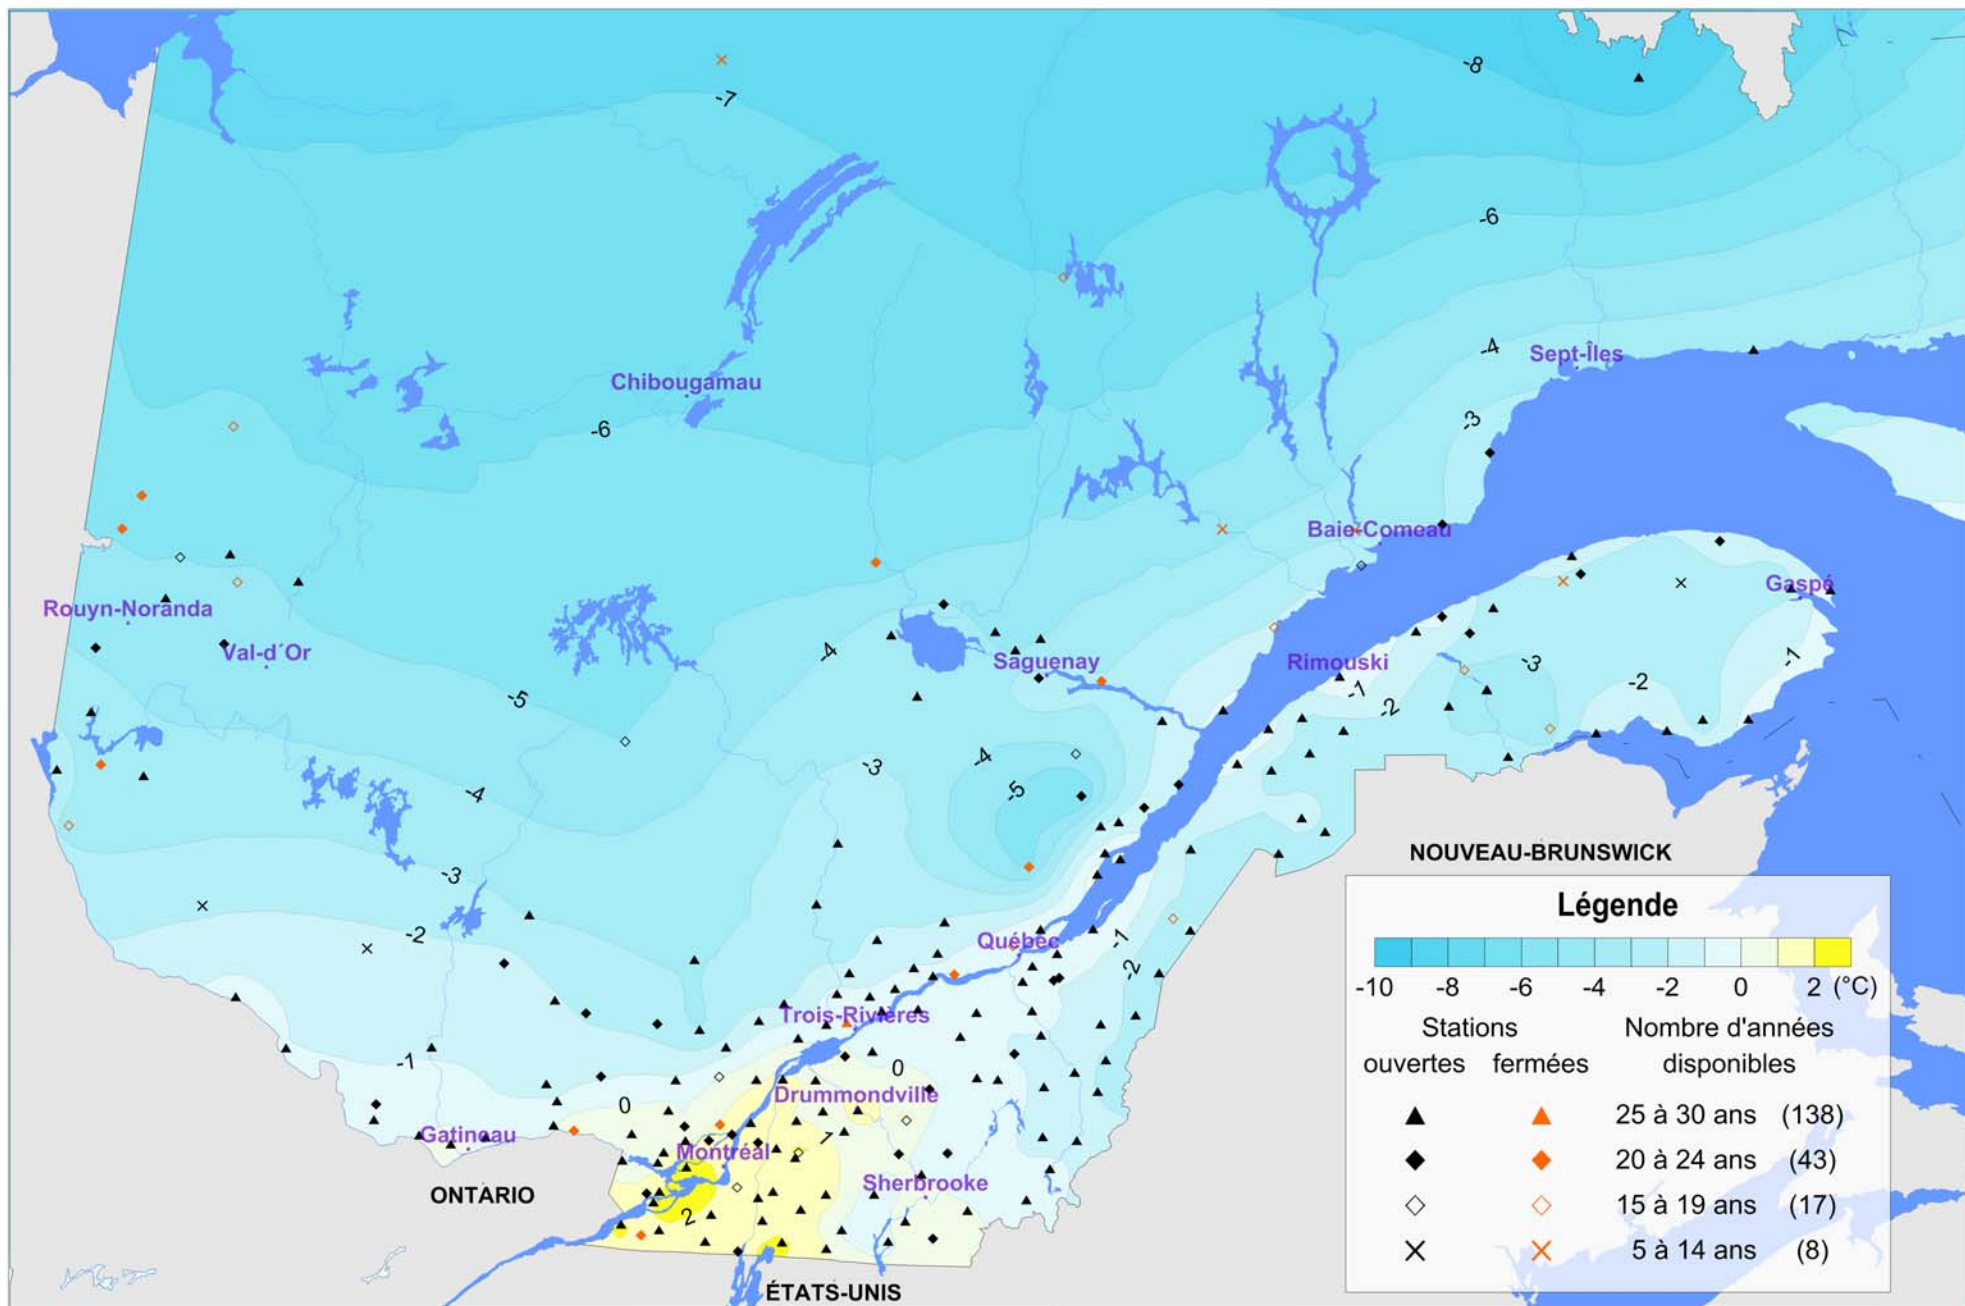 -8
-7
-6
-4
Sept-Îles
Chibougamau
-3
-6
Baie-Comeau
Gaspé
Rouyn-Noranda
Val-d´Or
-4
Saguenay
Rimouski
-3
-1
-1
-2
-2
-5
-4
-3
-5
-4
NOUVEAU-BRUNSWICK
-3
-2
Québec
-1
-2
Trois-Rivières
-1
0
0
Drummondville
Gatineau
1
Montréal
Sherbrooke
ONTARIO
2
ÉTATS-UNIS
Légende
-10 -8 -6 -4 -2 0 2 (°C)
Stations Nombre d'années
ouvertes fermées disponibles
25 à 30 ans (138)
20 à 24 ans (43)
15 à 19 ans (17)
5 à 14 ans (8)